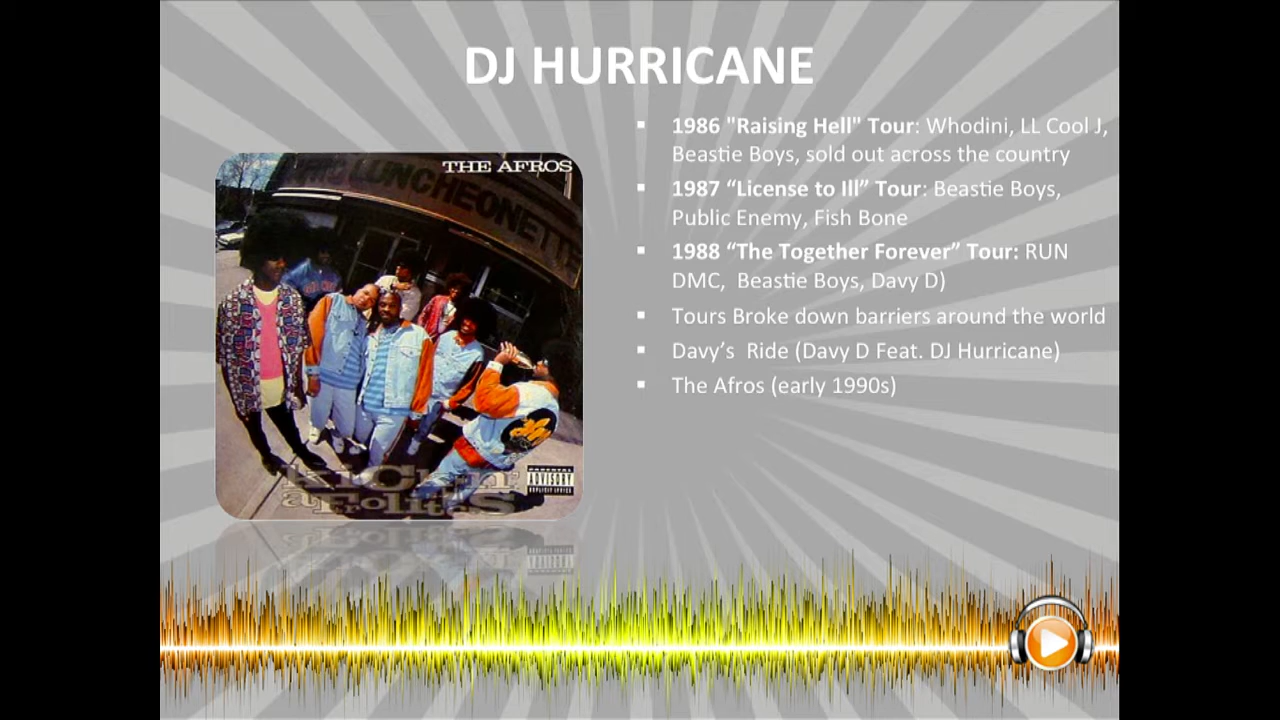 DJ HURRICANE
▪ 1986 "Raising Hell" Tour: Whodini, LL Cool J,
Beastie Boys, sold out across the country
▪ 1987 “License to Ill” Tour: Beastie Boys,
Public Enemy, Fish Bone
▪ 1988 “The Together Forever” Tour: RUN
DMC,  Beastie Boys, Davy D)
▪ Tours Broke down barriers around the world
▪ Davy’s  Ride (Davy D Feat. DJ Hurricane)
▪ The Afros (early 1990s)
THE AFROS
LUNCHEONETTE
kickin'
aFrolistics
PARENTAL
ADVISORY
EXPLICIT LYRICS